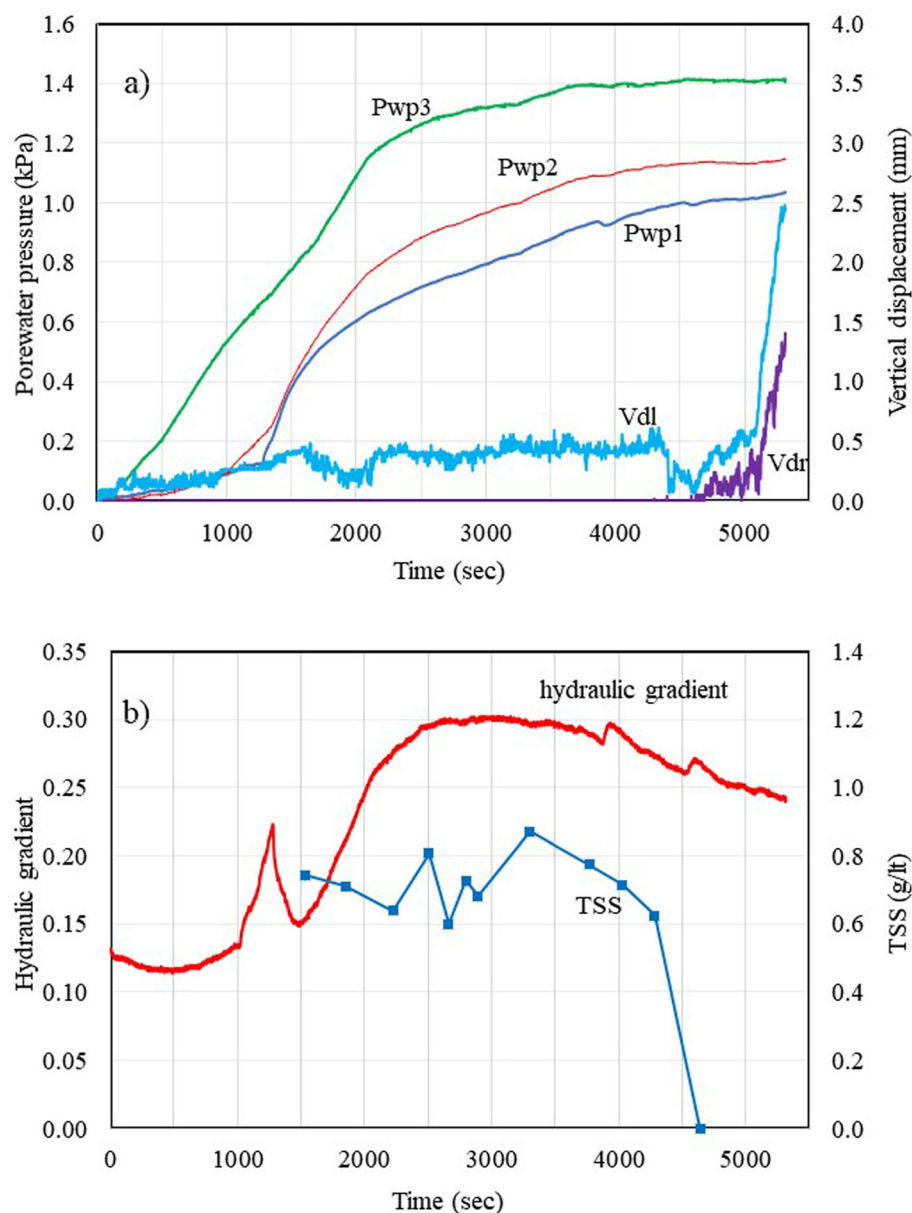 a)
Porewater pressure (kPa)
1.6
1.4
1.2
1.0
0.8
0.6
0.4
0.2
0.0
Pwp3
Pwp2
Pwp1
Vdl
Vdr
4.0
3.5
3.0
2.5
2.0
1.5
1.0
0.5
0.0
Vertical displacement (mm)
0 1000 2000 3000 4000 5000
Time (sec)
b)
Hydraulic gradient
0.35
0.30
0.25
0.20
0.15
0.10
0.05
0.00
hydraulic gradient
TSS
1.4
1.2
1.0
0.8
0.6
0.4
0.2
0.0
TSS (g/lt)
0 1000 2000 3000 4000 5000
Time (sec)